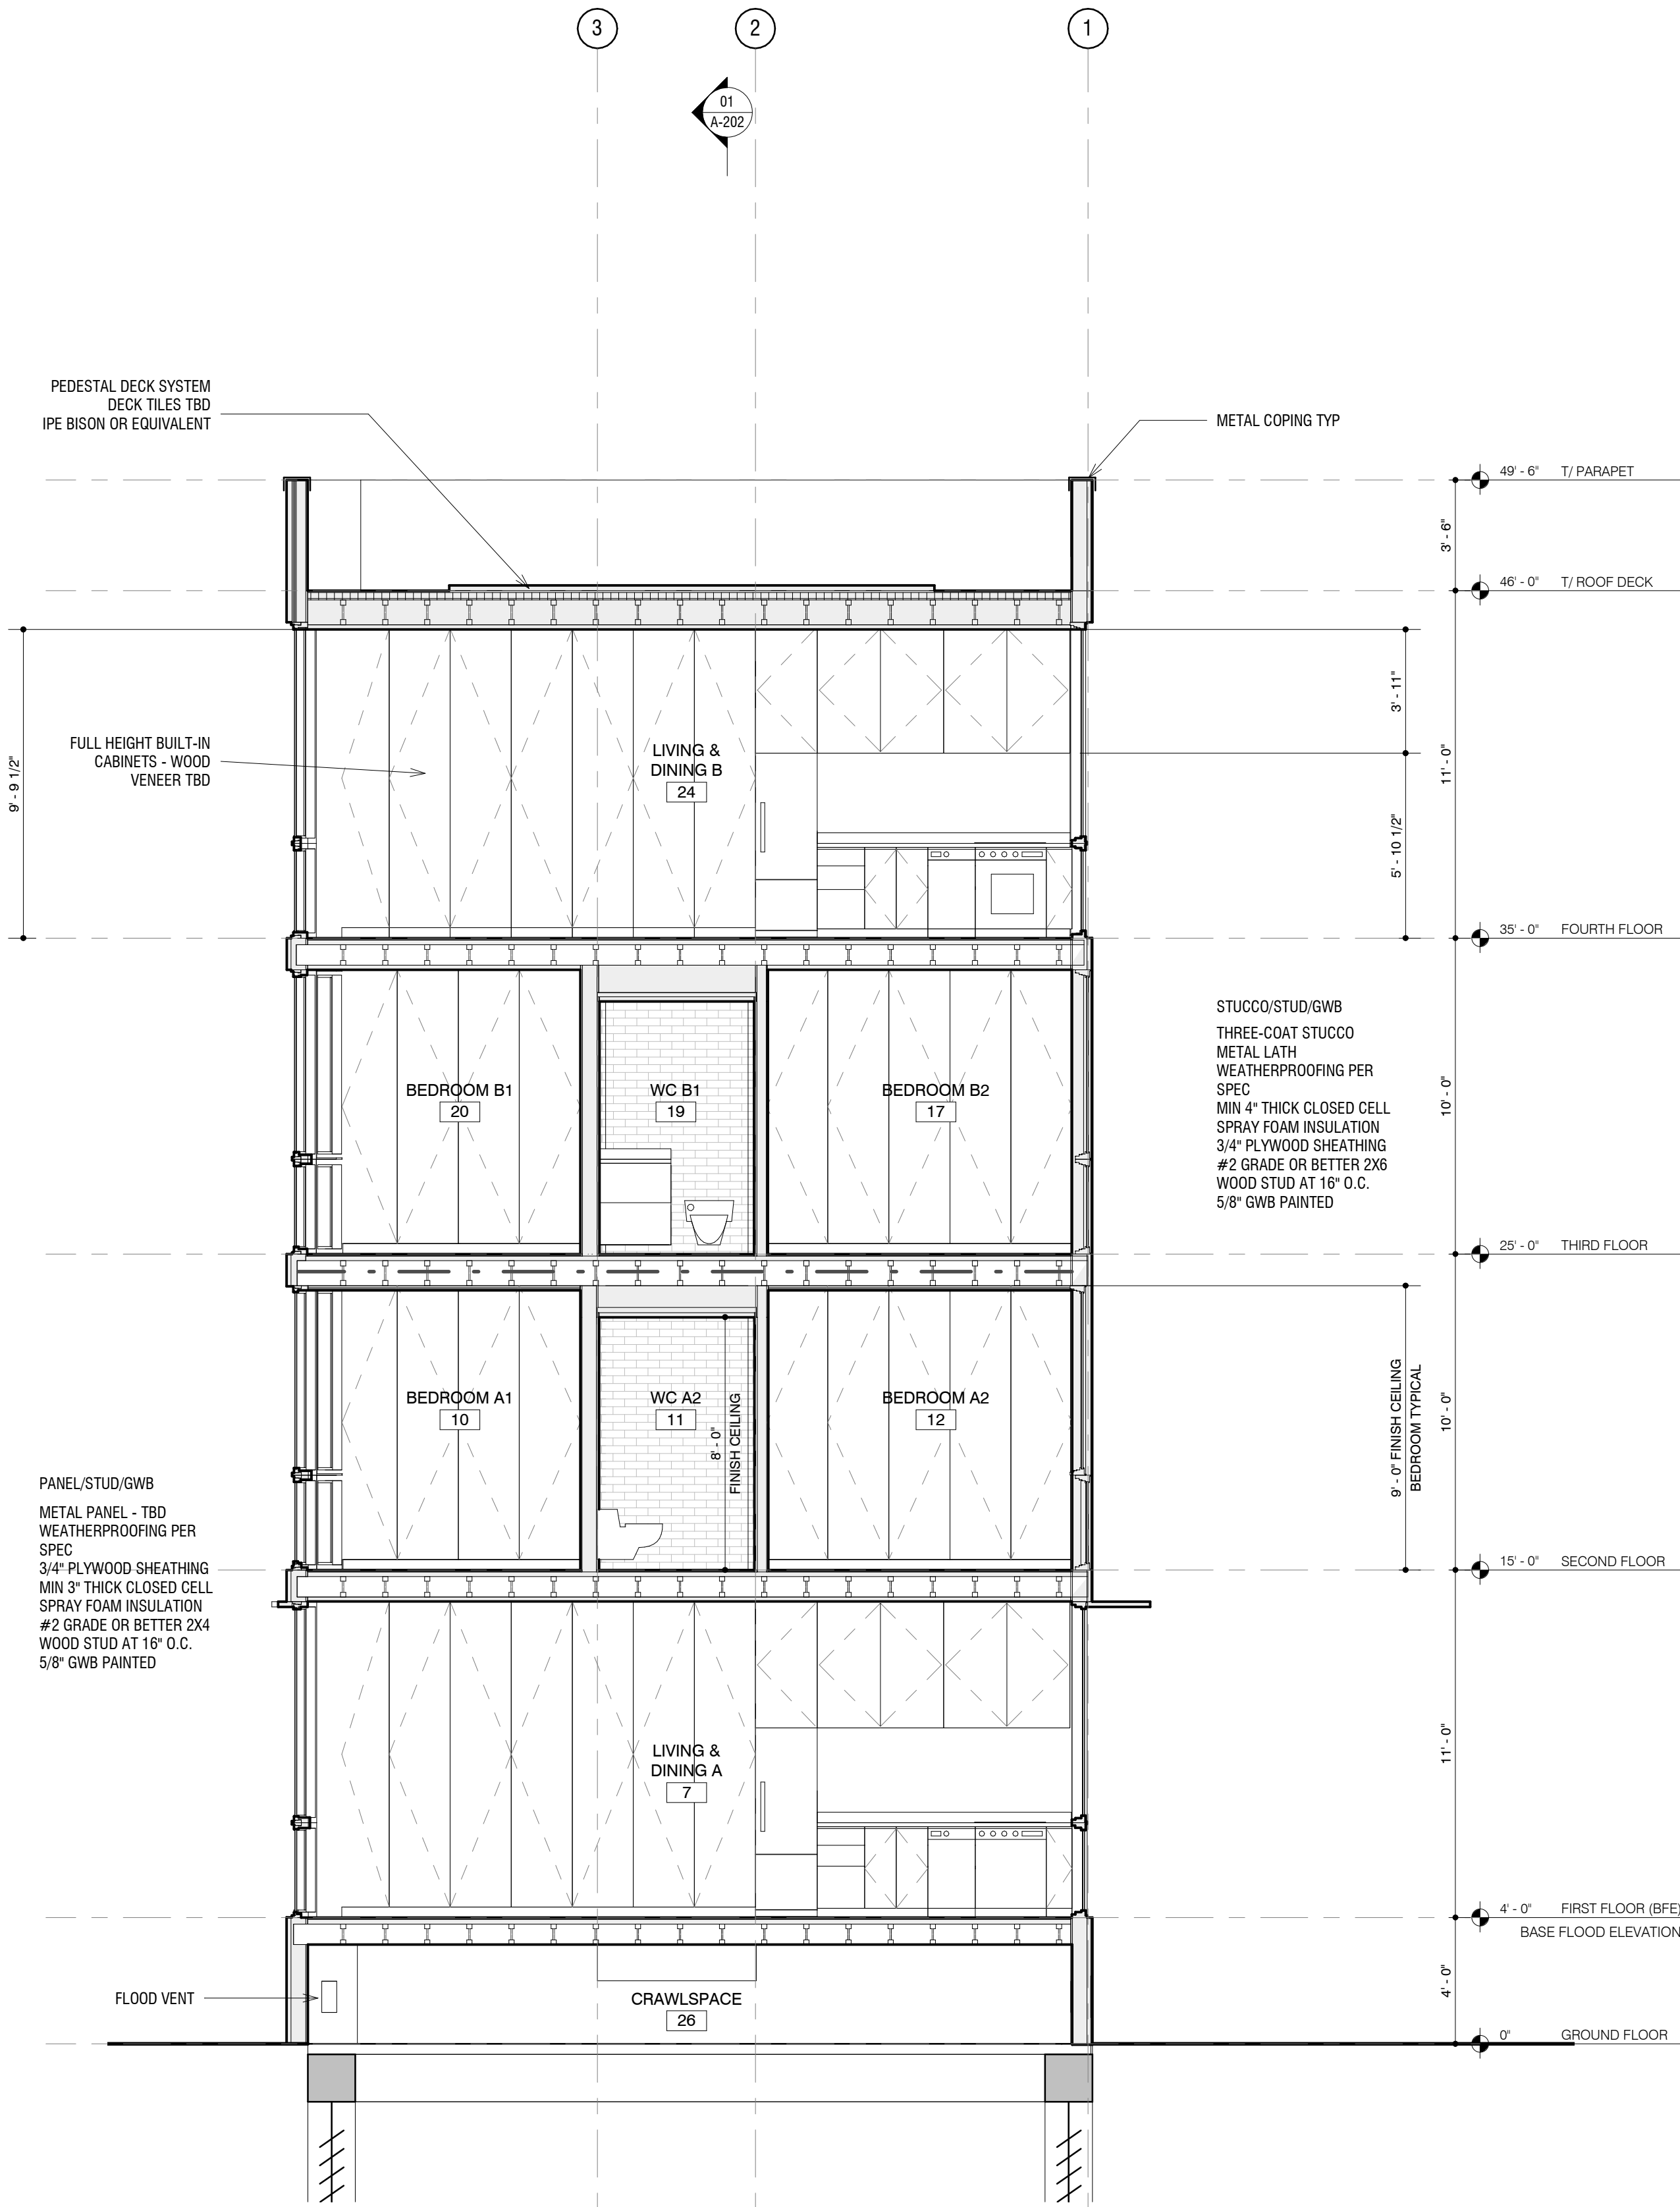 3
2
1
01
A-202
PEDESTAL DECK SYSTEM
DECK TILES TBD
IPE BISON OR EQUIVALENT
METAL COPING TYP
49' - 6" T/ PARAPET
3' - 6"
46' - 0" T/ ROOF DECK
9' - 9 1/2"
FULL HEIGHT BUILT-IN
CABINETS - WOOD
VENEER TBD
LIVING &
DINING B
24
3' - 11"
11' - 0"
5' - 10 1/2"
35' - 0" FOURTH FLOOR
BEDROOM B1
20
WC B1
19
BEDROOM B2
17
STUCCO/STUD/GWB
THREE-COAT STUCCO
METAL LATH
WEATHERPROOFING PER
SPEC
MIN 4" THICK CLOSED CELL
SPRAY FOAM INSULATION
3/4" PLYWOOD SHEATHING
#2 GRADE OR BETTER 2X6
WOOD STUD AT 16" O.C.
5/8" GWB PAINTED
10' - 0"
25' - 0" THIRD FLOOR
BEDROOM A1
10
WC A2
11
8' - 0"
FINISH CEILING
BEDROOM A2
12
9' - 0" FINISH CEILING
BEDROOM TYPICAL
10' - 0"
PANEL/STUD/GWB
METAL PANEL - TBD
WEATHERPROOFING PER
SPEC
3/4" PLYWOOD SHEATHING
MIN 3" THICK CLOSED CELL
SPRAY FOAM INSULATION
#2 GRADE OR BETTER 2X4
WOOD STUD AT 16" O.C.
5/8" GWB PAINTED
15' - 0" SECOND FLOOR
LIVING &
DINING A
7
11' - 0"
4' - 0" FIRST FLOOR (BFE)
BASE FLOOD ELEVATION
4' - 0"
FLOOD VENT
CRAWLSPACE
26
0" GROUND FLOOR